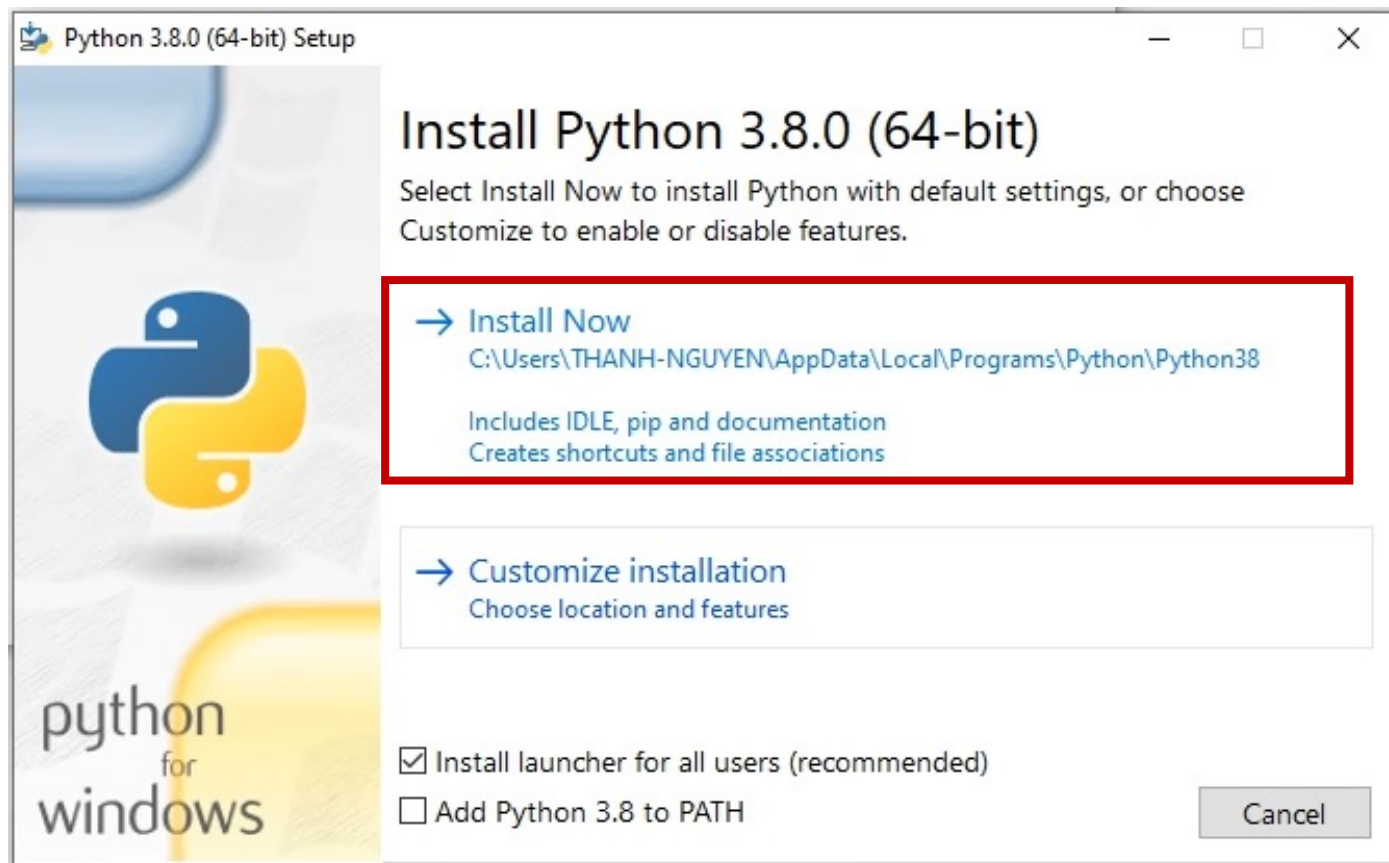 Python 3.8.0 (64-bit) Setup
Install Python 3.8.0 (64-bit)
Select Install Now to install Python with default settings, or choose
Customize to enable or disable features.
Install Now
C:\Users\THANH-NGUYEN\AppData\Local\Programs\Python\Python38
Includes IDLE, pip and documentation
Creates shortcuts and file associations
Customize installation
Choose location and features
python
for
windows
Install launcher for all users (recommended)
Add Python 3.8 to PATH
Cancel